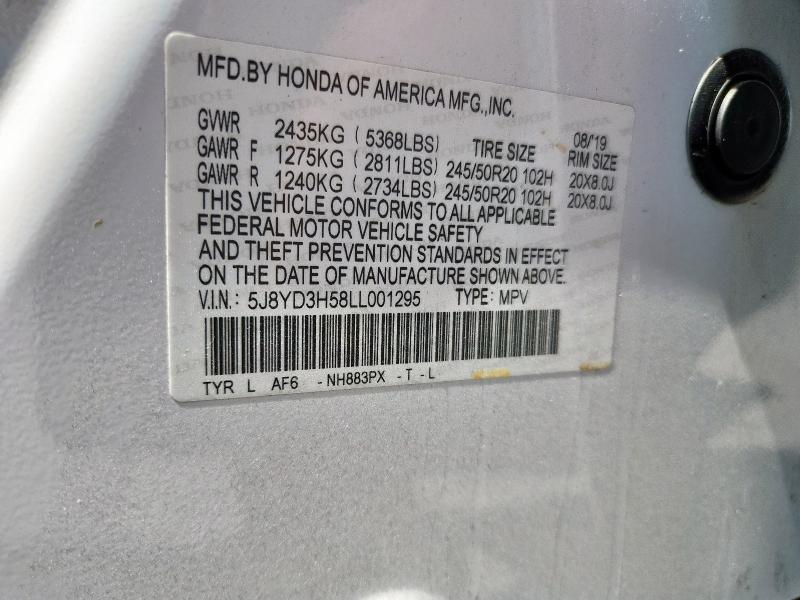 MFD.BY HONDA OF AMERICA MFG.,INC.
08/'19
GVWR 2435KG ( 5368LBS) TIRE SIZE RIM SIZE
GAWR F 1275KG ( 2811LBS) 245/50R20 102H 20X8.0J
GAWR R 1240KG ( 2734LBS) 245/50R20 102H 20X8.0J
THIS VEHICLE CONFORMS TO ALL APPLICABLE
FEDERAL MOTOR VEHICLE SAFETY
AND THEFT PREVENTION STANDARDS IN EFFECT
ON THE DATE OF MANUFACTURE SHOWN ABOVE.
V.I.N.: 5J8YD3H58LL001295 TYPE: MPV
TYR L AF6 -NH883PX -T -L